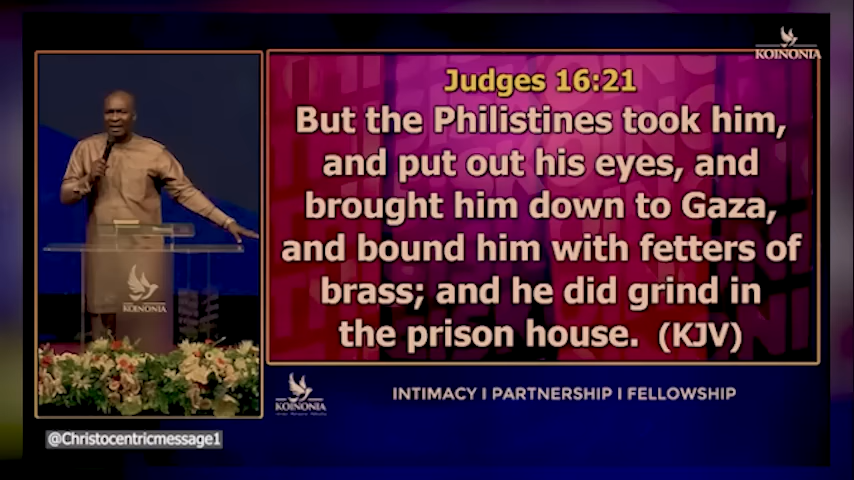 KOINONIA
Judges 16:21
But the Philistines took him,
and put out his eyes, and
brought him down to Gaza,
and bound him with fetters of
brass; and he did grind in
the prison house. (KJV)
KOINONIA
KOINONIA
INTIMACY I PARTNERSHIP I FELLOWSHIP
@Christocentricmessage1